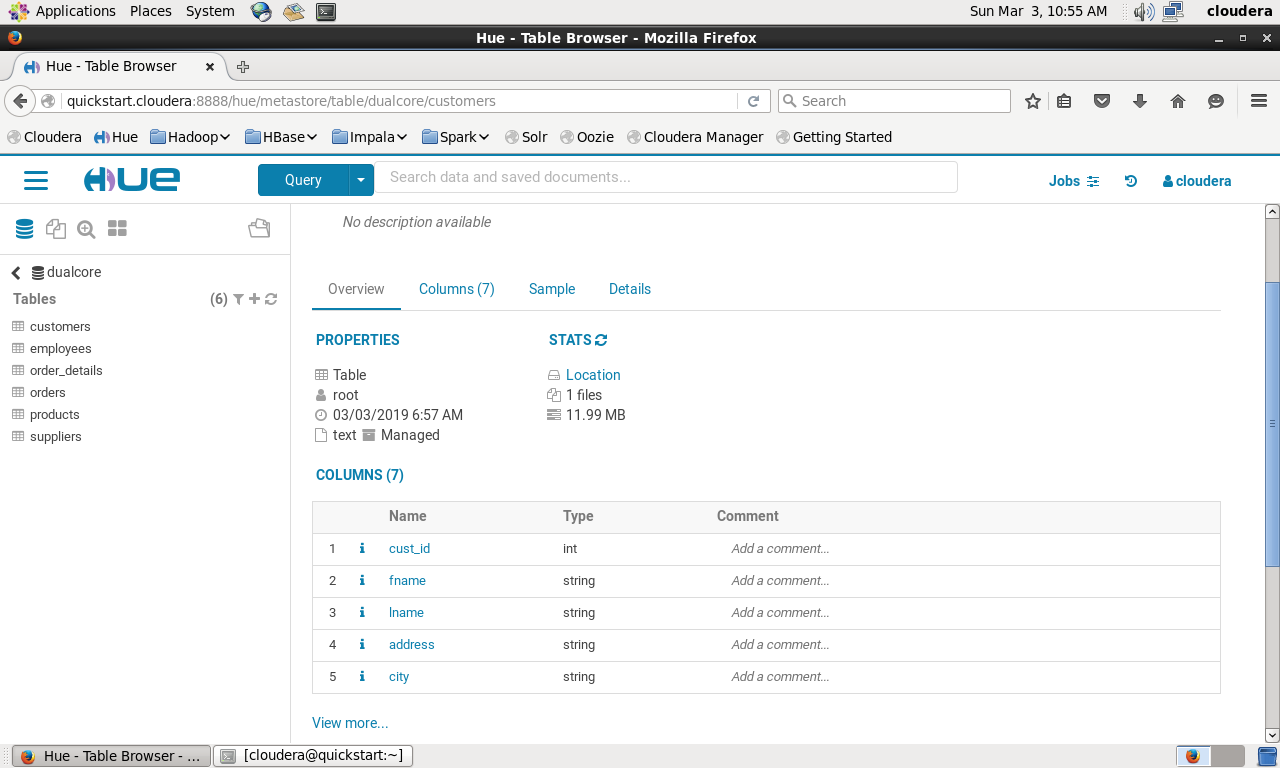 Applications Places System Sun Mar 3, 10:55 AM cloudera
Hue - Table Browser - Mozilla Firefox
Hue - Table Browser
quickstart.cloudera:8888/hue/metastore/table/dualcore/customers Search
Cloudera Hue Hadoop HBase Impala Spark Solr Oozie Cloudera Manager Getting Started
HUE Query Search data and saved documents... Jobs cloudera
No description available
dualcore
Tables (6)
customers
employees
order_details
orders
products
suppliers
Overview Columns (7) Sample Details
PROPERTIES STATS
Table Location
root 1 files
03/03/2019 6:57 AM 11.99 MB
text Managed
COLUMNS (7)
Name Type Comment
1 i cust_id int Add a comment...
2 i fname string Add a comment...
3 i lname string Add a comment...
4 i address string Add a comment...
5 i city string Add a comment...
View more...
Hue - Table Browser - ... [cloudera@quickstart:~]